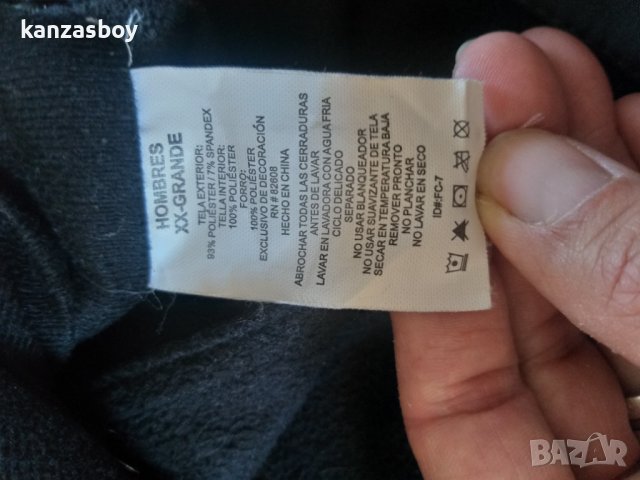 kanzasboy
HOMBRES
XX-GRANDE
TELA EXTERIOR:
93% POLIÉSTER / 7% SPANDEX
TELA INTERIOR:
100% POLIÉSTER
FORRO:
100% POLIÉSTER
EXCLUSIVO DE DECORACIÓN
RN # 82608
HECHO EN CHINA
ABROCHAR TODAS LAS CERRADURAS
ANTES DE LAVAR
LAVAR EN LAVADORA CON AGUA FRIA
CICLO DELICADO
SEPARADO
NO USAR BLANQUEADOR
NO USAR SUAVIZANTE DE TELA
SECAR EN TEMPERATURA BAJA
REMOVER PRONTO
NO PLANCHAR
NO LAVAR EN SECO
ID#:FC-7
BAZAR